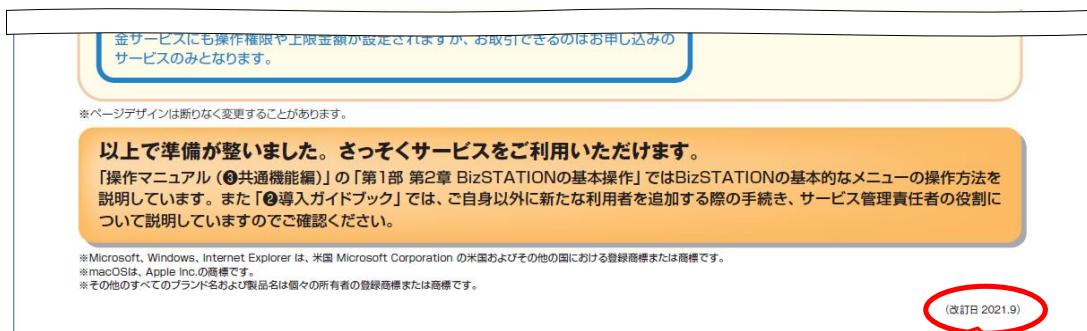 金サービスにも操作権限や上限金額が設定されますが、お取引できるのはお申し込みの
サービスのみとなります。
※ページデザインは断りなく変更することがあります。
以上で準備が整いました。さっそくサービスをご利用いただけます。
「操作マニュアル（❸共通機能編）」の「第1部 第2章 BizSTATIONの基本操作」ではBizSTATIONの基本的なメニューの操作方法を
説明しています。また「❷導入ガイドブック」では、ご自身以外に新たな利用者を追加する際の手続き、サービス管理責任者の役割に
ついて説明していますのでご確認ください。
※Microsoft、Windows、Internet Explorer は、米国 Microsoft Corporation の米国およびその他の国における登録商標または商標です。
※macOSは、Apple Inc.の商標です。
※その他のすべてのブランド名および製品名は個々の所有者の登録商標または商標です。
（改訂日 2021.9）